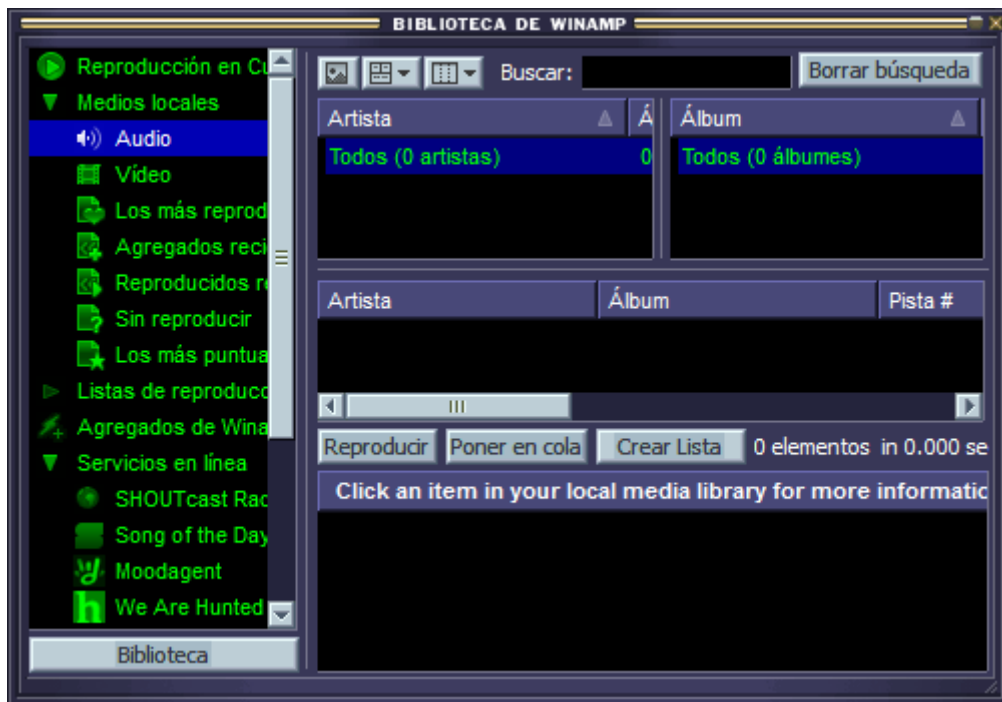 BIBLIOTECA DE WINAMP
Reproducción en Cu
Medios locales
Audio
Vídeo
Los más reprod
Agregados reci
Reproducidos re
Sin reproducir
Los más puntua
Listas de reproducc
Agregados de Wina
Servicios en línea
SHOUTcast Rad
Song of the Day
Moodagent
We Are Hunted
Biblioteca
Buscar:
Borrar búsqueda
Artista Á Álbum
Todos (0 artistas) 0 Todos (0 álbumes)
Artista Álbum Pista #
Reproducir Poner en cola Crear Lista 0 elementos in 0.000 se
Click an item in your local media library for more informatic